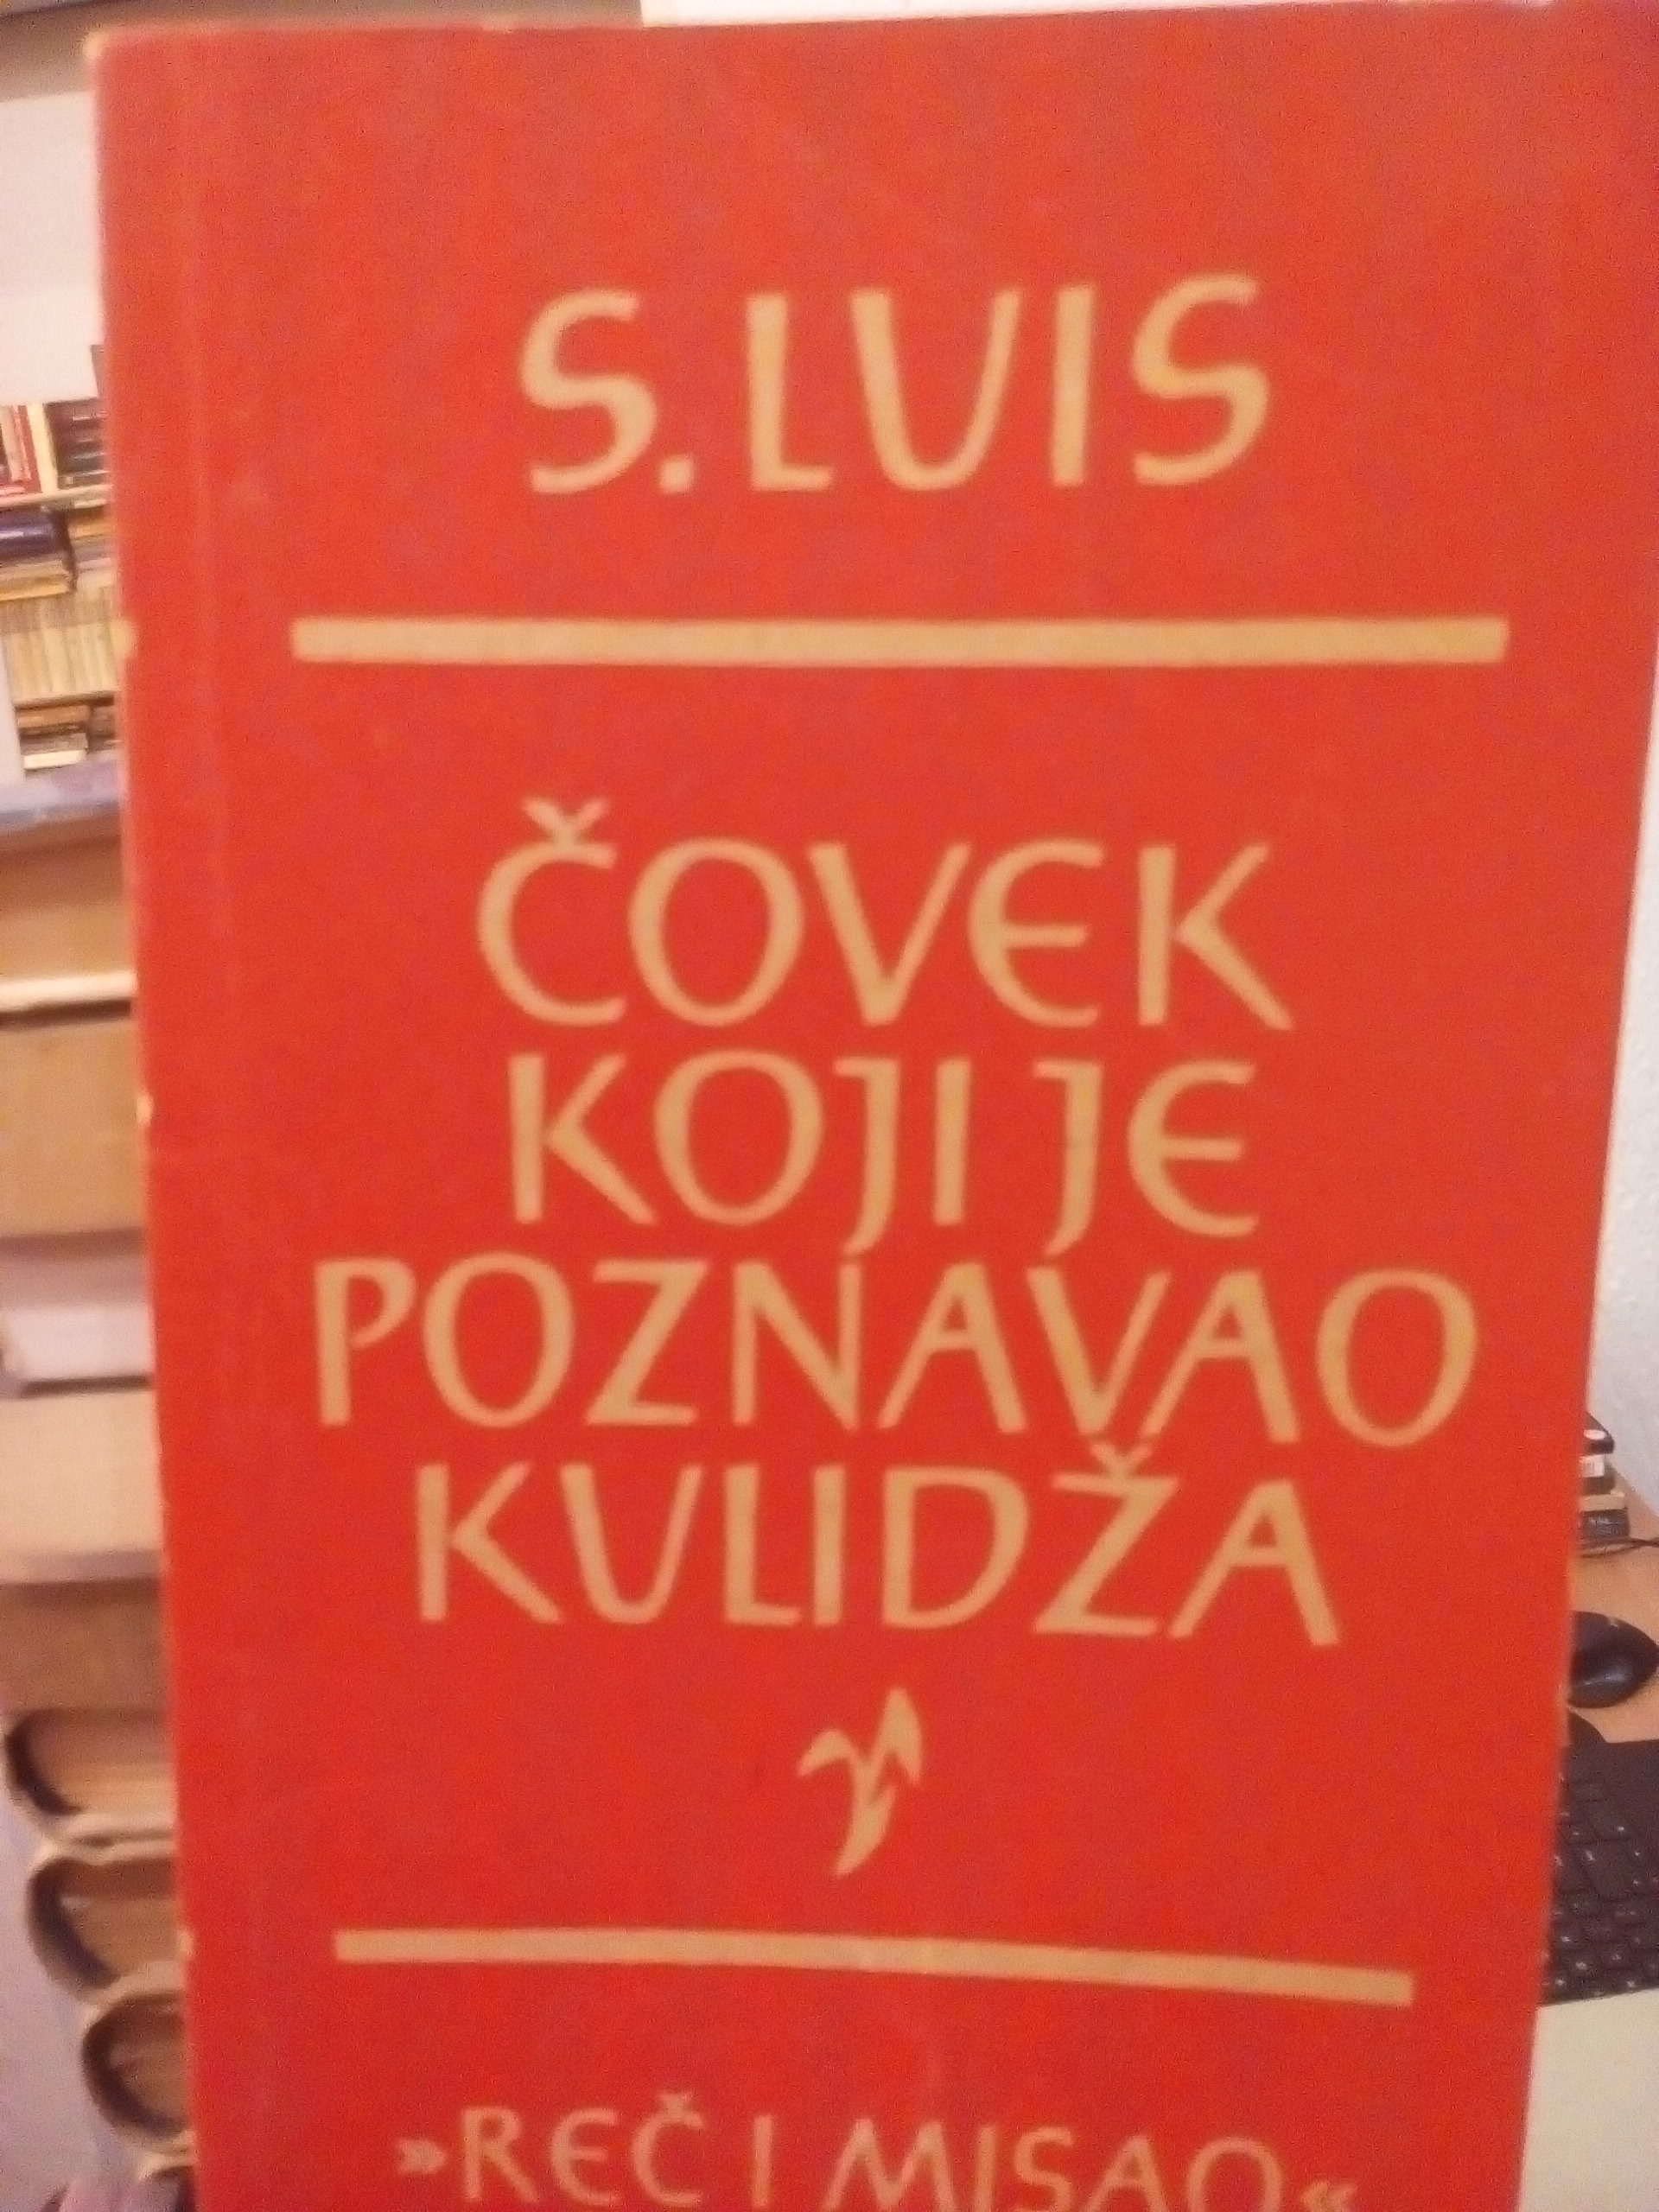 S. LUIS
ČOVEK
KOJI JE
POZNAVAO
KULIDŽA
»REČ I MISAO«